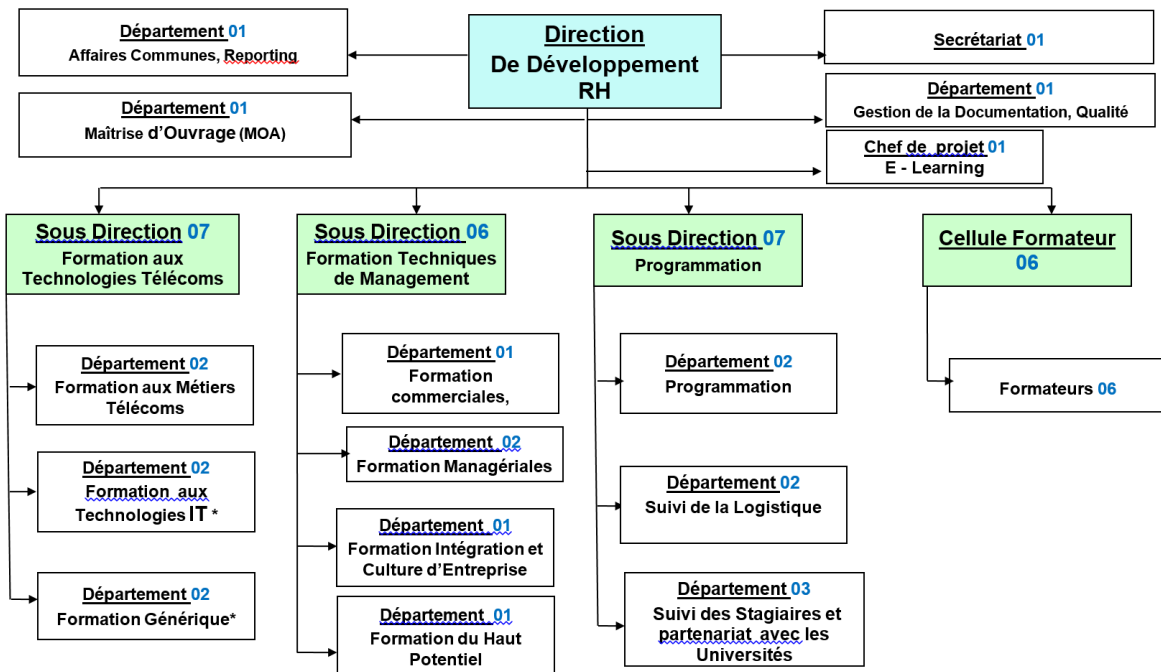 Département 01
Affaires Communes, Reporting
Direction
De Développement
RH
Secrétariat 01
Département 01
Maîtrise d'Ouvrage (MOA)
Département 01
Gestion de la Documentation, Qualité
Chef de projet 01
E - Learning
Sous Direction 07
Formation aux
Technologies Télécoms
Sous Direction 06
Formation Techniques
de Management
Sous Direction 07
Programmation
Cellule Formateur
06
Département 02
Formation aux Métiers
Télécoms
Département 02
Formation aux
Technologies IT *
Département 02
Formation Générique*
Département 01
Formation
commerciales,
Département 02
Formation Managériales
Département 01
Formation Intégration et
Culture d'Entreprise
Département 01
Formation du Haut
Potentiel
Département 02
Programmation
Département 02
Suivi de la Logistique
Département 03
Suivi des Stagiaires et
partenariat avec les
Universités
Formateurs 06